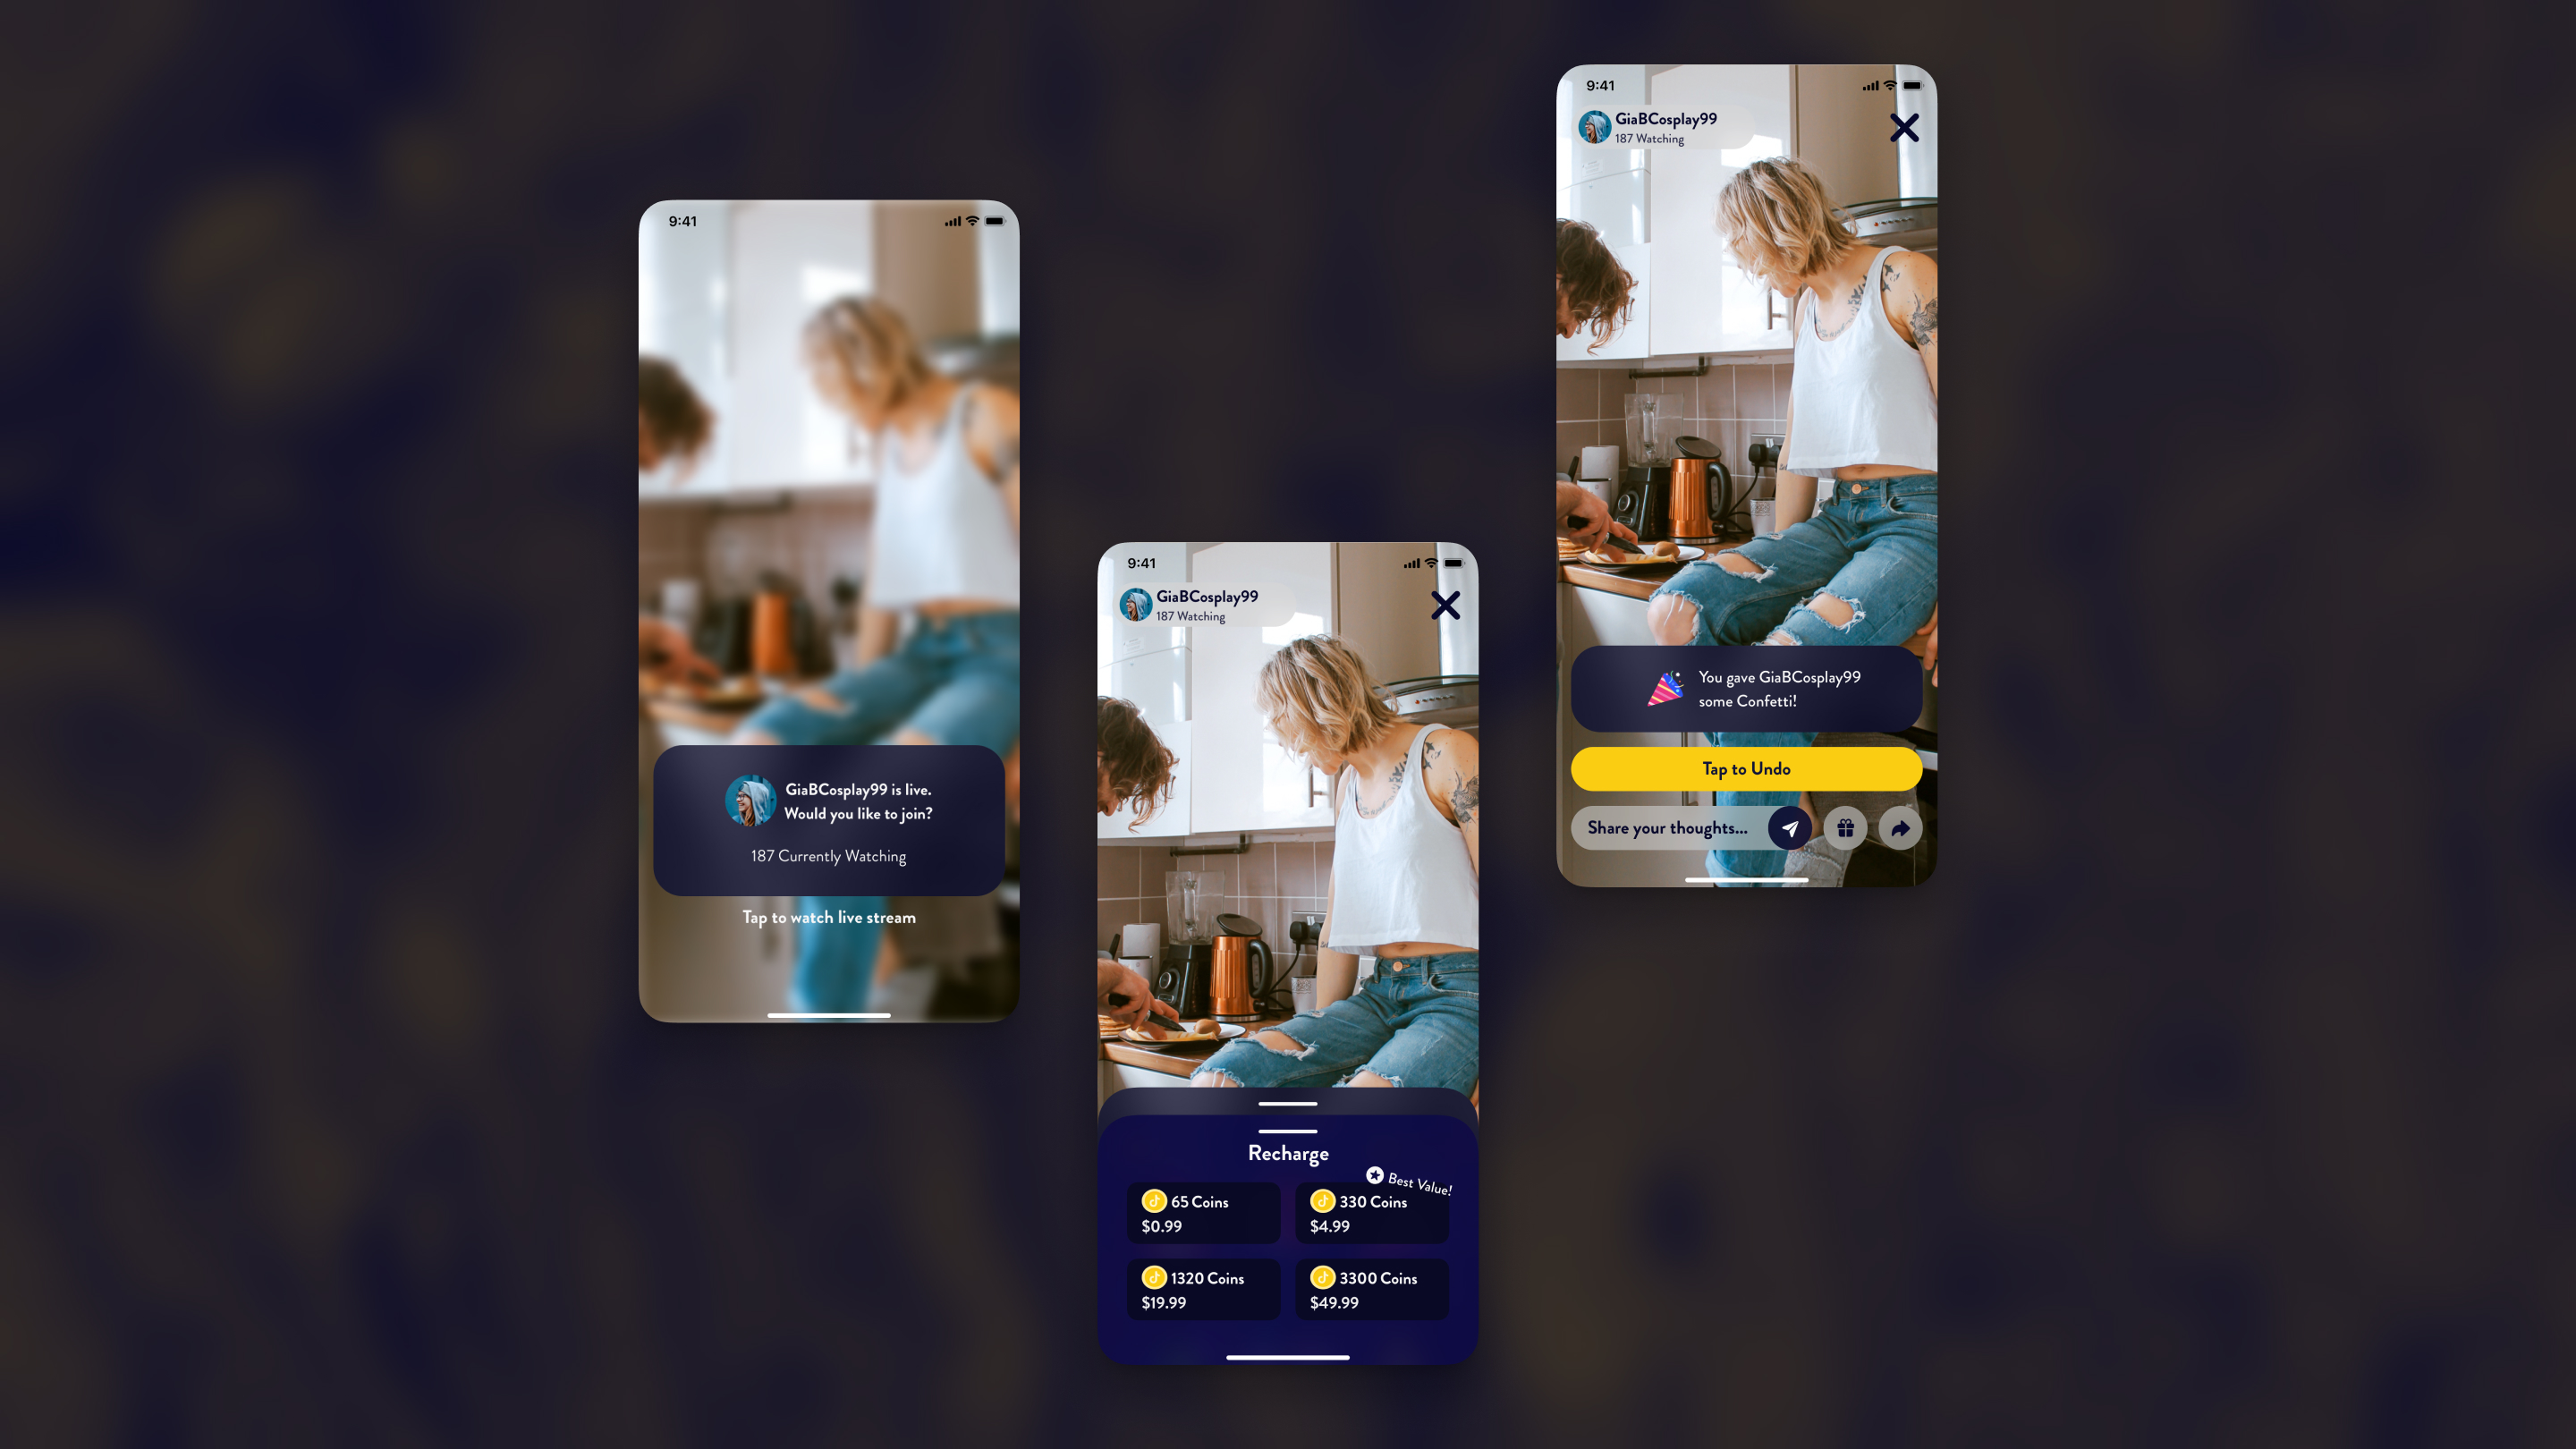 9:41
GiaBCosplay99 is live.
Would you like to join?
187 Currently Watching
Tap to watch live stream
9:41
GiaBCosplay99
187 Watching
Recharge
Best Value!
65 Coins
$0.99
330 Coins
$4.99
1320 Coins
$19.99
3300 Coins
$49.99
9:41
GiaBCosplay99
187 Watching
You gave GiaBCosplay99
some Confetti!
Tap to Undo
Share your thoughts...